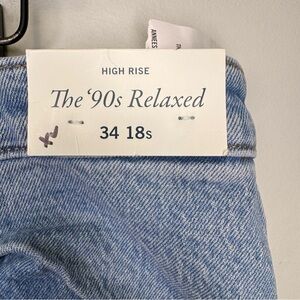 HIGH RISE
The ‘90s Relaxed
34 18s